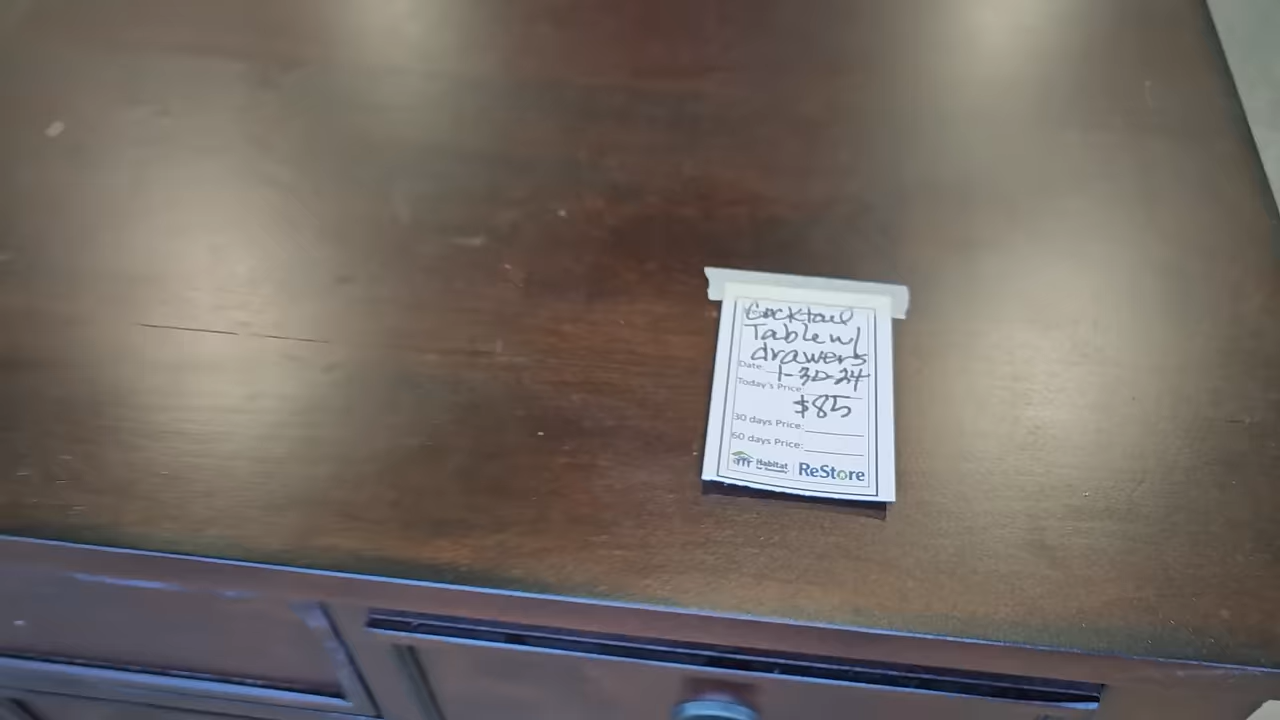 Cocktail
Table w/
drawers
Date: 1-30-24
Today's Price:
$85
30 days Price:
60 days Price:
Habitat for Humanity | ReStore